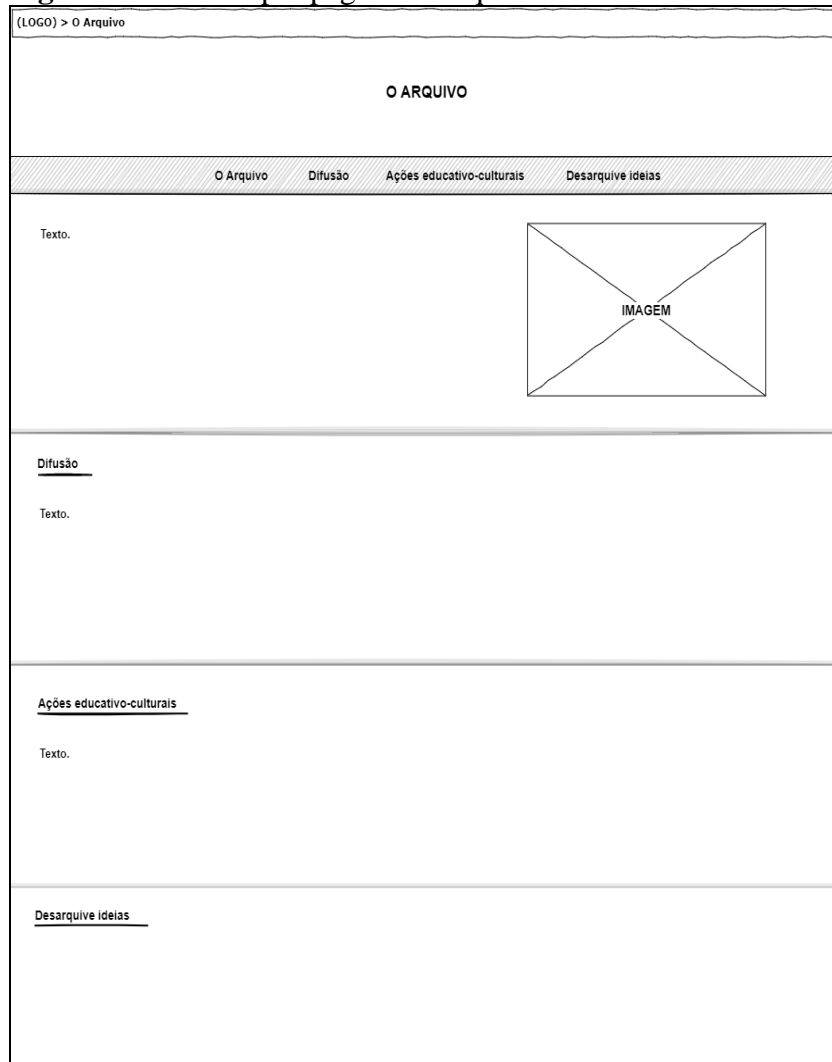 (LOGO) > O Arquivo
O ARQUIVO
O Arquivo Difusão Ações educativo-culturais Desarquive ideias
Texto.
IMAGEM
Difusão
Texto.
Ações educativo-culturais
Texto.
Desarquive ideias